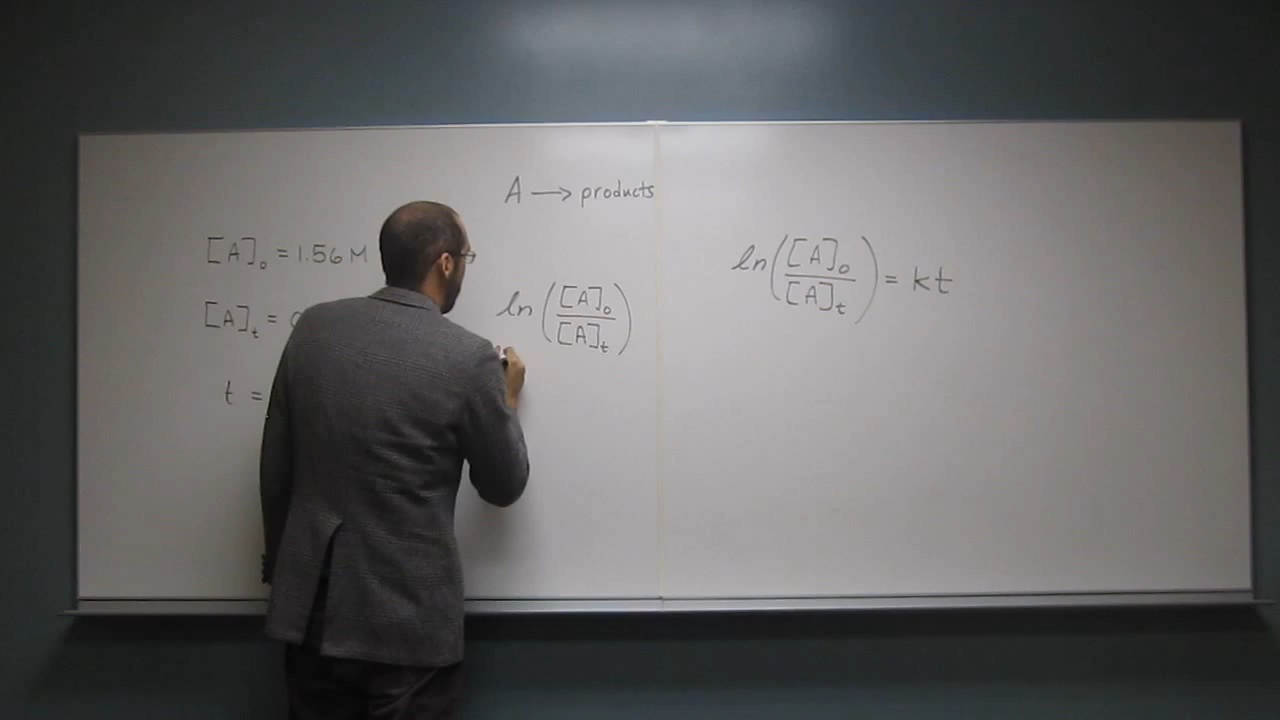 A → products
[A]₀ = 1.56 M
[A]ₜ =
t =
ln([A]₀/[A]ₜ)
ln([A]₀/[A]ₜ) = kt